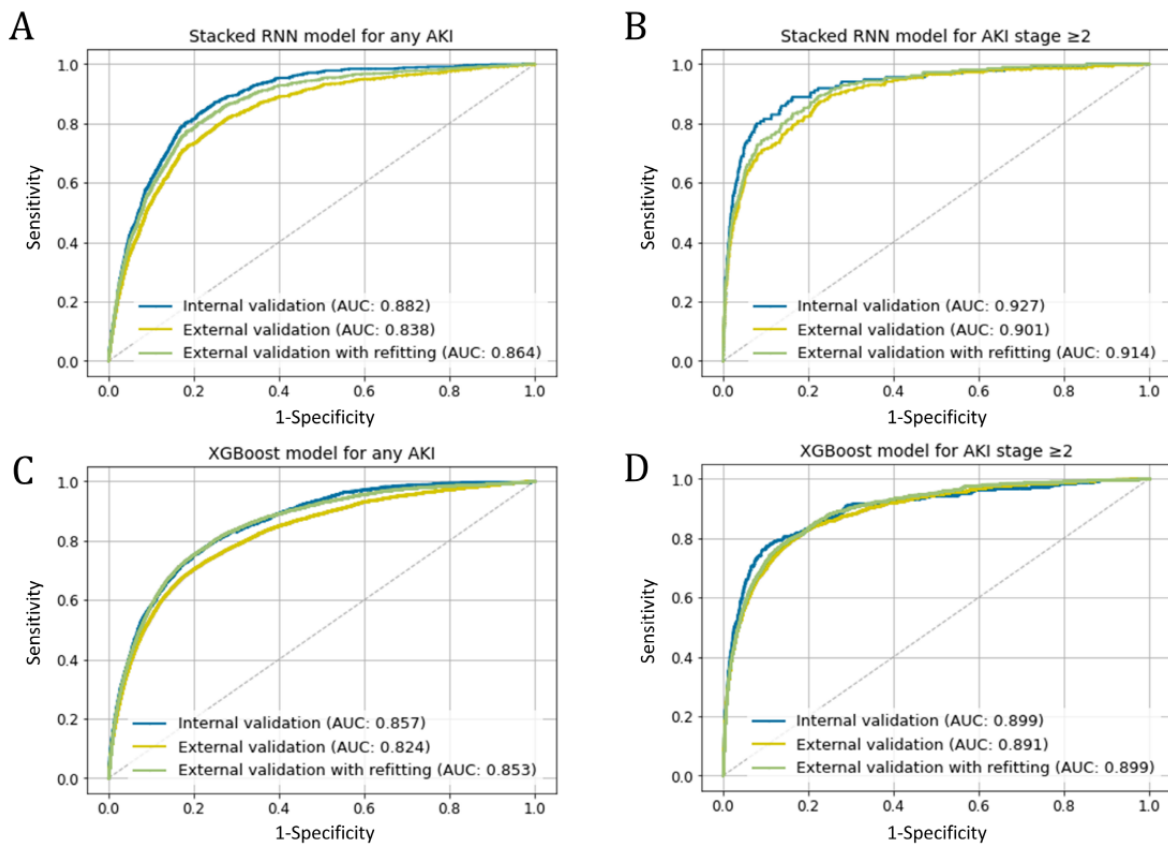 A
Stacked RNN model for any AKI
1.0
0.8
0.6
0.4
0.2
0.0
Sensitivity
Internal validation (AUC: 0.882)
External validation (AUC: 0.838)
External validation with refitting (AUC: 0.864)
0.0 0.2 0.4 0.6 0.8 1.0
1-Specificity
B
Stacked RNN model for AKI stage ≥2
1.0
0.8
0.6
0.4
0.2
0.0
Sensitivity
Internal validation (AUC: 0.927)
External validation (AUC: 0.901)
External validation with refitting (AUC: 0.914)
0.0 0.2 0.4 0.6 0.8 1.0
1-Specificity
C
XGBoost model for any AKI
1.0
0.8
0.6
0.4
0.2
0.0
Sensitivity
Internal validation (AUC: 0.857)
External validation (AUC: 0.824)
External validation with refitting (AUC: 0.853)
0.0 0.2 0.4 0.6 0.8 1.0
1-Specificity
D
XGBoost model for AKI stage ≥2
1.0
0.8
0.6
0.4
0.2
0.0
Sensitivity
Internal validation (AUC: 0.899)
External validation (AUC: 0.891)
External validation with refitting (AUC: 0.899)
0.0 0.2 0.4 0.6 0.8 1.0
1-Specificity